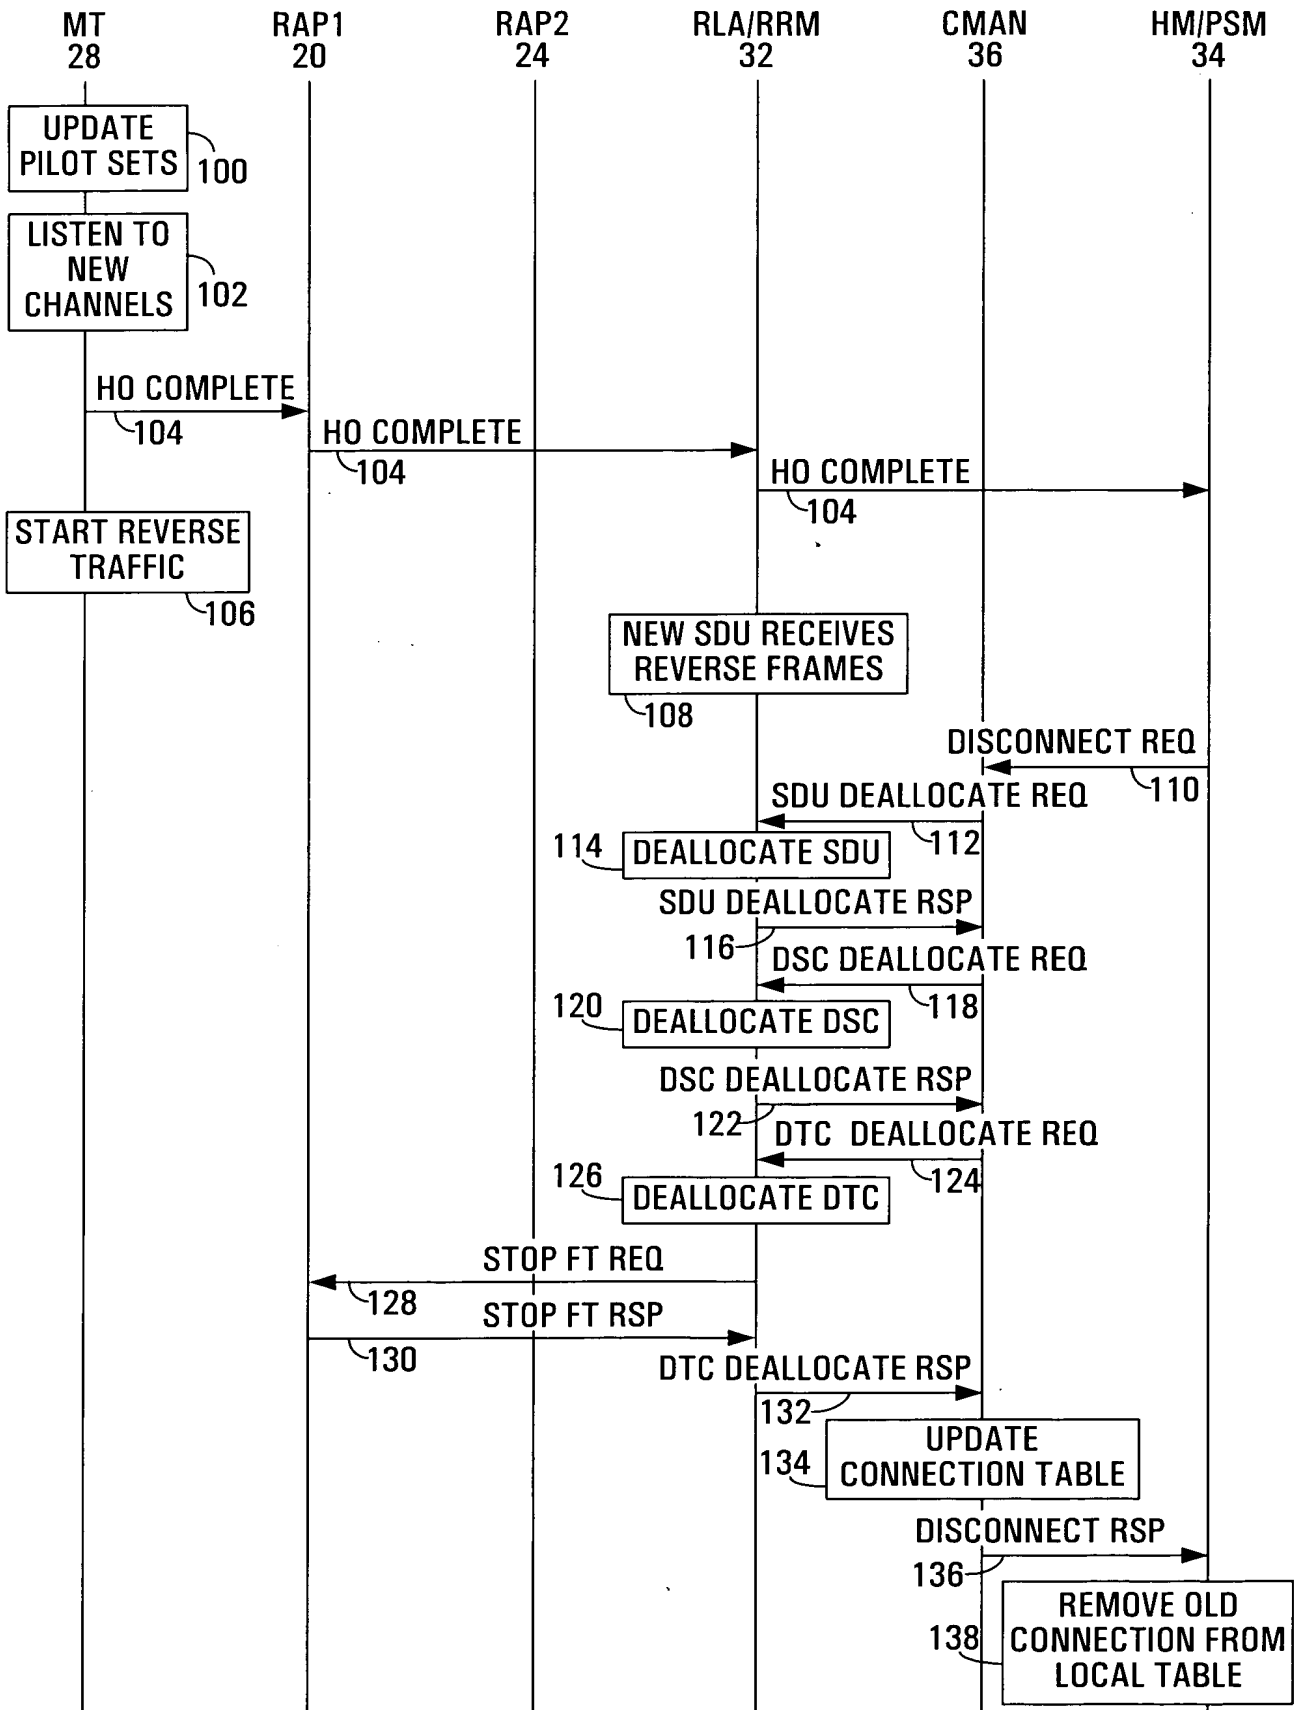 MT RAP1 RAP2 RLA/RRM CMAN HM/PSM
28 20 24 32 36 34
UPDATE
PILOT SETS
100
LISTEN TO
NEW
CHANNELS
102
HO COMPLETE
104
HO COMPLETE
104
HO COMPLETE
104
START REVERSE
TRAFFIC
106
NEW SDU RECEIVES
REVERSE FRAMES
108
DISCONNECT REQ
110
SDU DEALLOCATE REQ
112
114
DEALLOCATE SDU
SDU DEALLOCATE RSP
116
DSC DEALLOCATE REQ
118
120
DEALLOCATE DSC
DSC DEALLOCATE RSP
122
DTC DEALLOCATE REQ
124
126
DEALLOCATE DTC
STOP FT REQ
128
STOP FT RSP
130
DTC DEALLOCATE RSP
132
UPDATE
CONNECTION TABLE
134
DISCONNECT RSP
136
REMOVE OLD
CONNECTION FROM
LOCAL TABLE
138